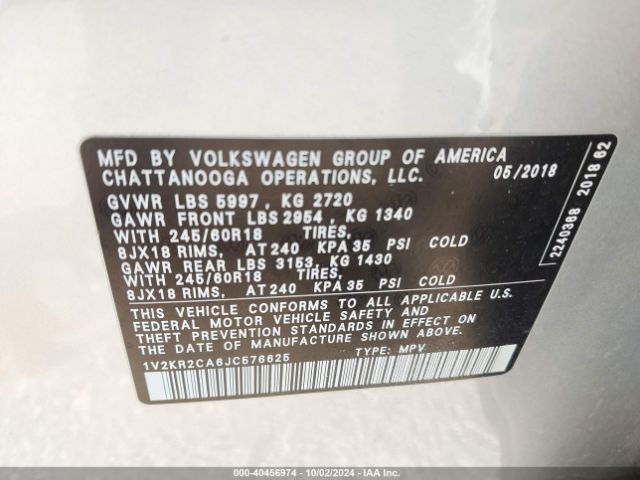 MFD BY VOLKSWAGEN GROUP OF AMERICA
CHATTANOOGA OPERATIONS, LLC. 05/2018
GVWR LBS 5997 , KG 2720
GAWR FRONT LBS 2954 , KG 1340
WITH 245/60R18 TIRES,
8JX18 RIMS, AT 240 KPA 35 PSI COLD
GAWR REAR LBS 3153, KG 1430
WITH 245/60R18 TIRES,
8JX18 RIMS, AT 240 KPA 35 PSI COLD
THIS VEHICLE CONFORMS TO ALL APPLICABLE U.S.
FEDERAL MOTOR VEHICLE SAFETY AND
THEFT PREVENTION STANDARDS IN EFFECT ON
THE DATE OF MANUFACTURE SHOWN ABOVE.
1V2KR2CA6JC576625 TYPE: MPV
2240368 2018 62
000-40456974 | 10/02/2024 | IAA Inc.